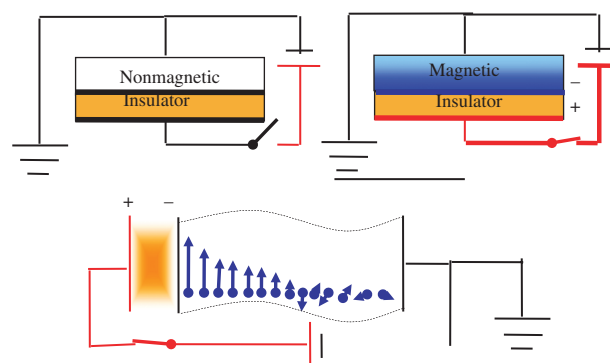 Nonmagnetic
Insulator
Magnetic
−
Insulator
+
+ −